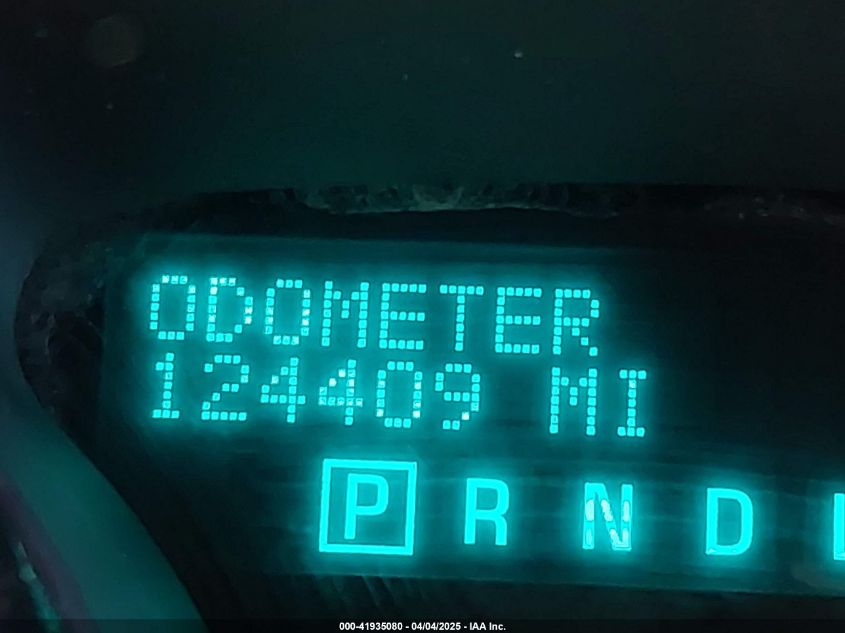 ODOMETER
124409 MI
P R N D
000-41935080 - 04/04/2025 - IAA Inc.